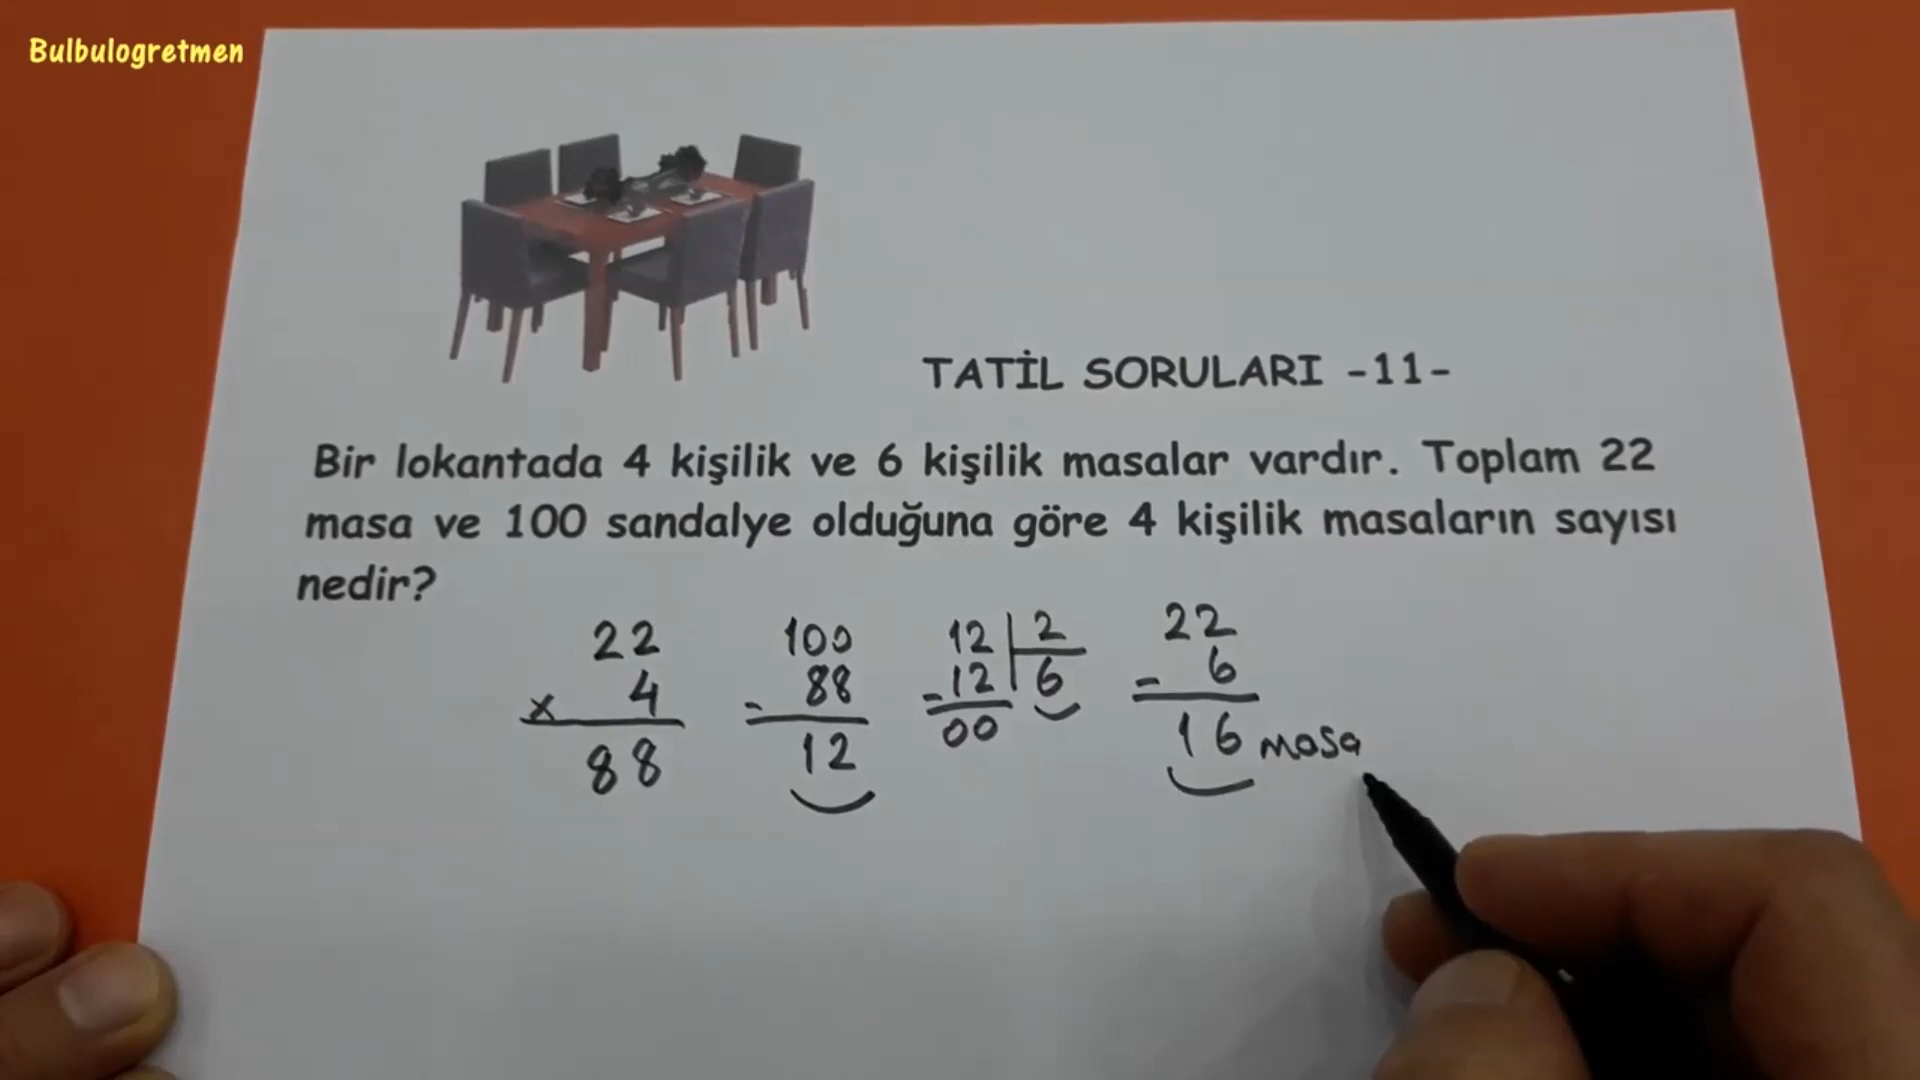 Bulbulogretmen
TATİL SORULARI -11-
Bir lokantada 4 kişilik ve 6 kişilik masalar vardır. Toplam 22
masa ve 100 sandalye olduğuna göre 4 kişilik masaların sayısı
nedir?
22
x 4
88
100
- 88
12
12 | 2
- 12 | 6
00
22
- 6
16 masa